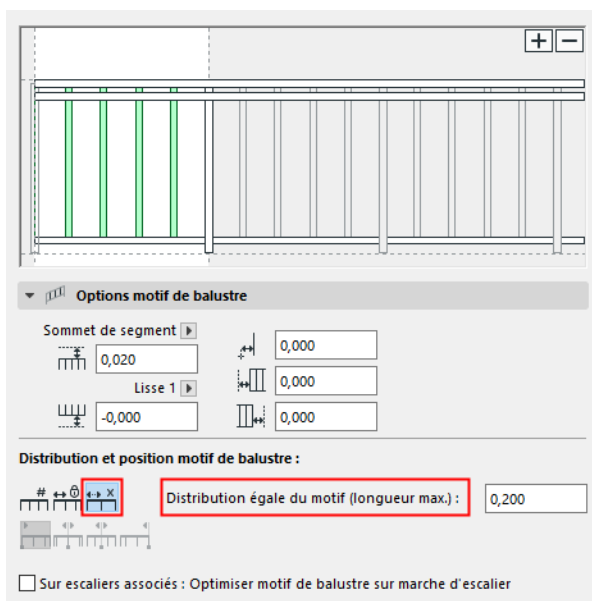 Options motif de balustre
Sommet de segment
0,020
0,000
Lisse 1
0,000
-0,000
0,000
Distribution et position motif de balustre :
# x
Distribution égale du motif (longueur max.) :
0,200
Sur escaliers associés : Optimiser motif de balustre sur marche d'escalier